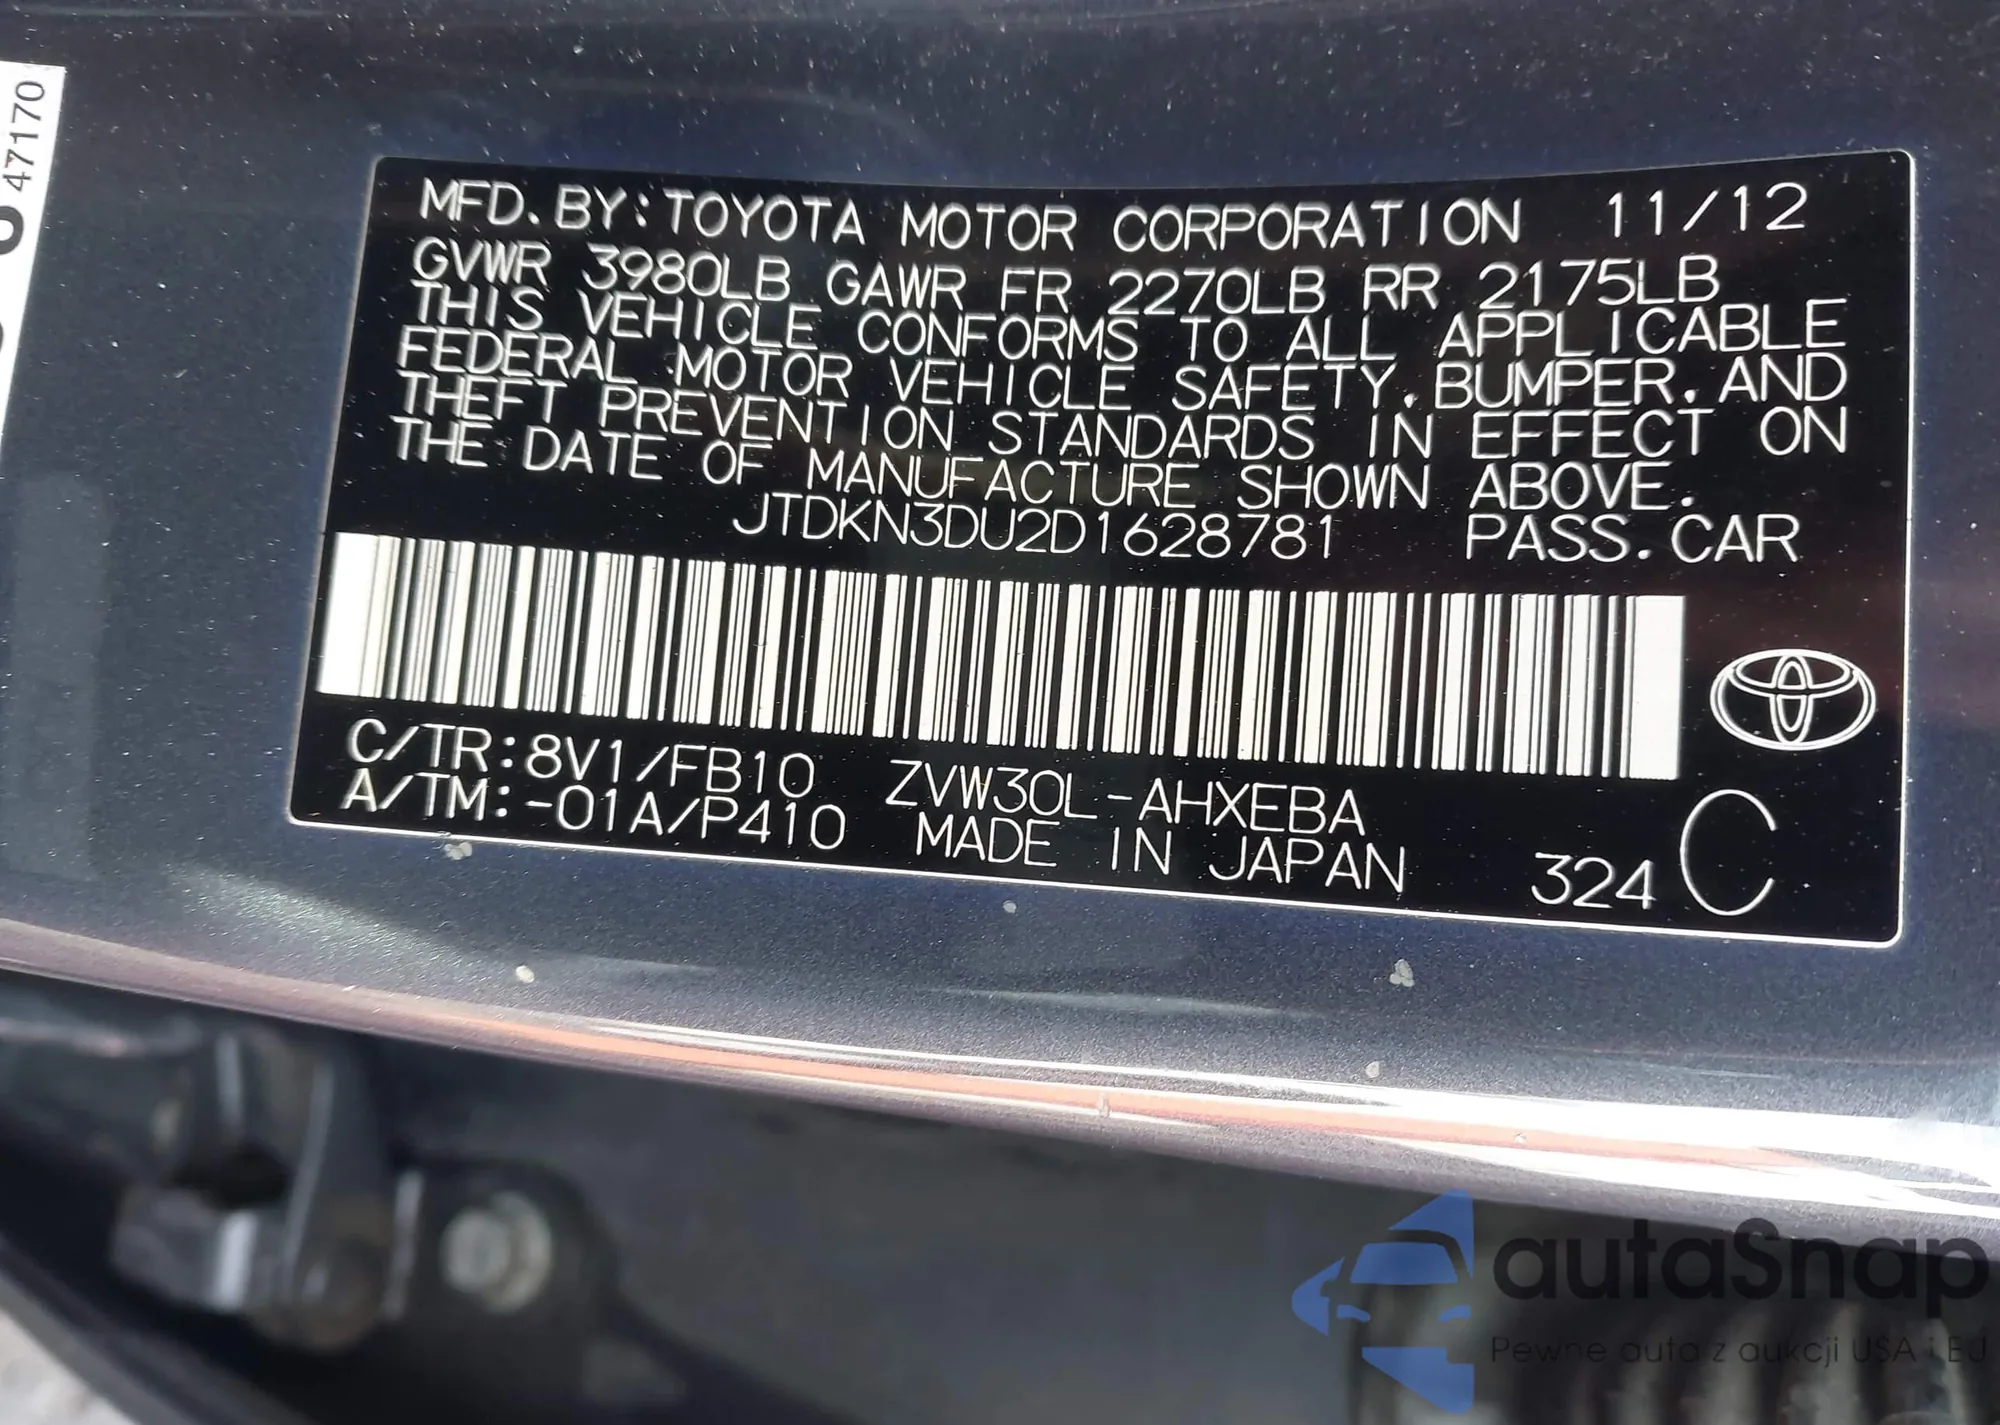 47170
MFD. BY: TOYOTA MOTOR CORPORATION 11/12
GVWR 3980LB GAWR FR 2270LB RR 2175LB
THIS VEHICLE CONFORMS TO ALL APPLICABLE
FEDERAL MOTOR VEHICLE SAFETY, BUMPER, AND
THEFT PREVENTION STANDARDS IN EFFECT ON
THE DATE OF MANUFACTURE SHOWN ABOVE.
JTDKN3DU2D1628781 PASS. CAR
C/TR: 8V1/FB10 ZVW30L-AHXEBA
A/TM: -01A/P410 MADE IN JAPAN 324 C
autaSnap
Pewne auta z aukcji USA i EU